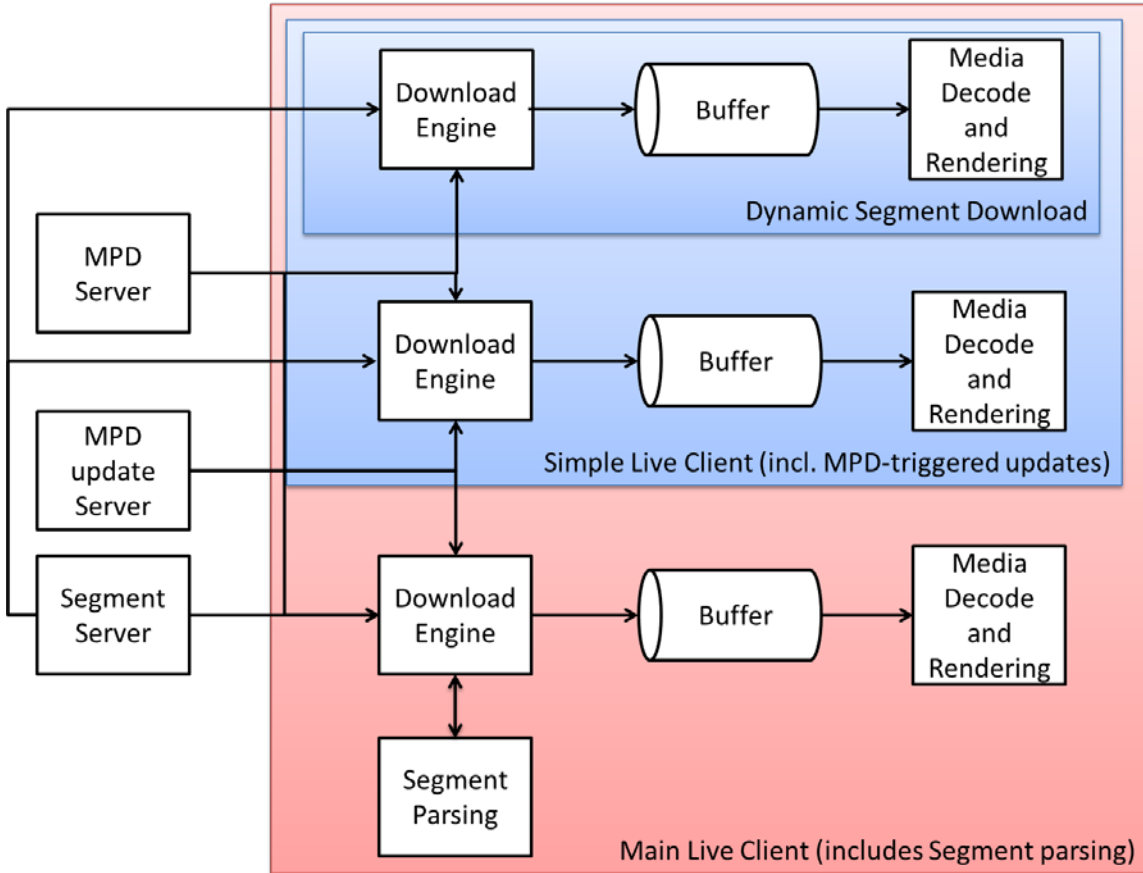 Download
Engine
Buffer
Media
Decode
and
Rendering
Dynamic Segment Download
MPD
Server
Download
Engine
Buffer
Media
Decode
and
Rendering
Simple Live Client (incl. MPD-triggered updates)
MPD
update
Server
Segment
Server
Download
Engine
Buffer
Media
Decode
and
Rendering
Segment
Parsing
Main Live Client (includes Segment parsing)